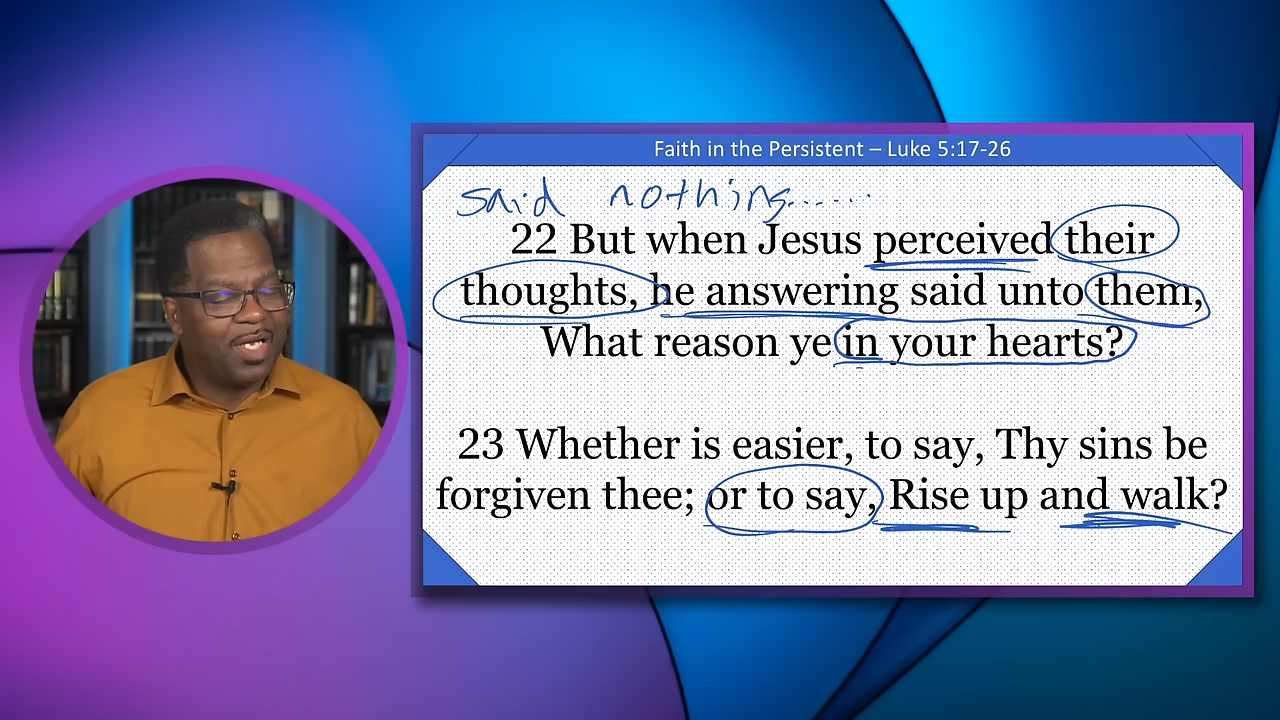 Faith in the Persistent – Luke 5:17-26
said nothing......
22 But when Jesus perceived their
thoughts, he answering said unto them,
What reason ye in your hearts?
23 Whether is easier, to say, Thy sins be
forgiven thee; or to say, Rise up and walk?